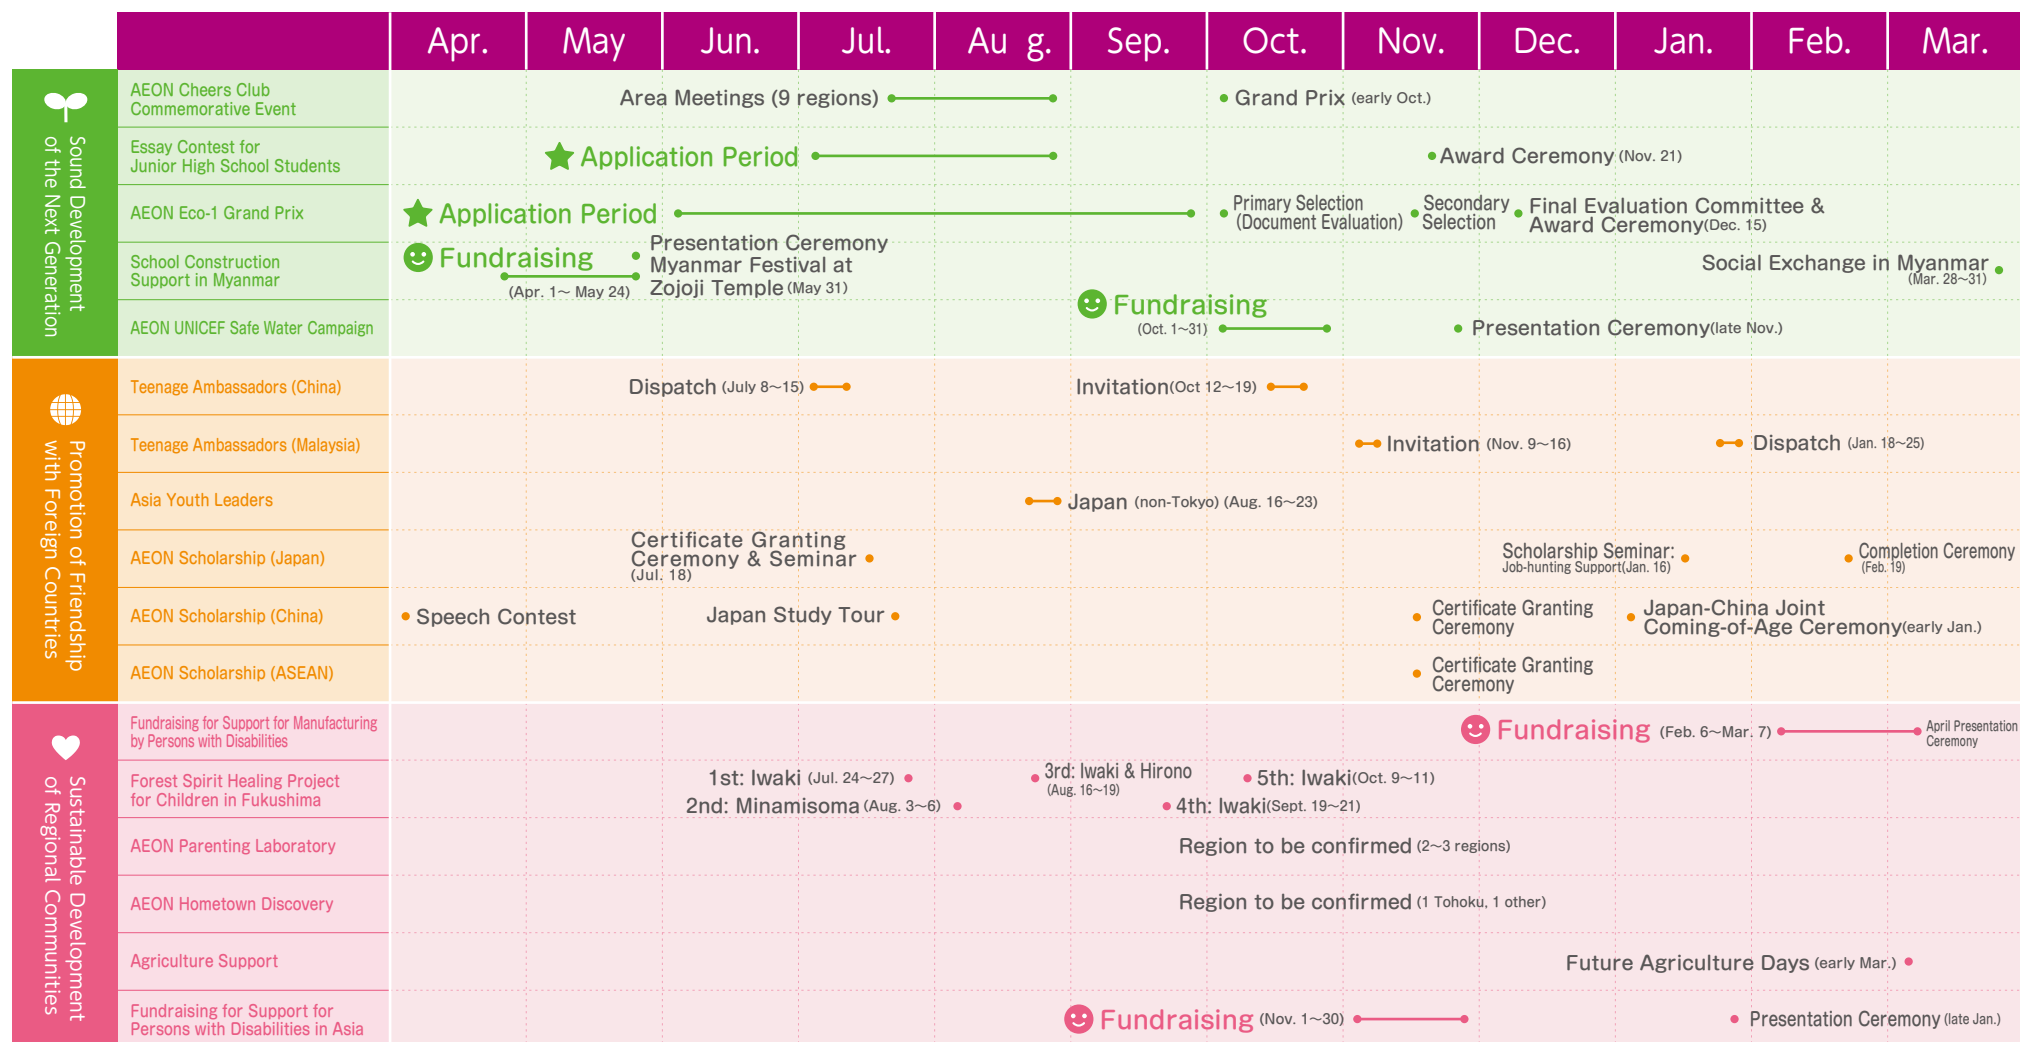 Apr. May Jun. Jul. Au g. Sep. Oct. Nov. Dec. Jan. Feb. Mar.
Sound Development
of the Next Generation
AEON Cheers Club
Commemorative Event
Area Meetings (9 regions)
Grand Prix (early Oct.)
Essay Contest for
Junior High School Students
Application Period
Award Ceremony (Nov. 21)
AEON Eco-1 Grand Prix
Application Period
Primary Selection
(Document Evaluation)
Secondary
Selection
Final Evaluation Committee &
Award Ceremony(Dec. 15)
School Construction
Support in Myanmar
Fundraising
(Apr. 1～ May 24)
Presentation Ceremony
Myanmar Festival at
Zojoji Temple (May 31)
Social Exchange in Myanmar
(Mar. 28～31)
AEON UNICEF Safe Water Campaign
Fundraising
(Oct. 1～31)
Presentation Ceremony(late Nov.)
Promotion of Friendship
with Foreign Countries
Teenage Ambassadors (China)
Dispatch (July 8～15)
Invitation(Oct 12～19)
Teenage Ambassadors (Malaysia)
Invitation (Nov. 9～16)
Dispatch (Jan. 18～25)
Asia Youth Leaders
Japan (non-Tokyo) (Aug. 16～23)
AEON Scholarship (Japan)
Certificate Granting
Ceremony & Seminar
(Jul. 18)
Scholarship Seminar:
Job-hunting Support(Jan. 16)
Completion Ceremony
(Feb. 19)
AEON Scholarship (China)
Speech Contest
Japan Study Tour
Certificate Granting
Ceremony
Japan-China Joint
Coming-of-Age Ceremony(early Jan.)
AEON Scholarship (ASEAN)
Certificate Granting
Ceremony
Sustainable Development
of Regional Communities
Fundraising for Support for Manufacturing
by Persons with Disabilities
Fundraising (Feb. 6～Mar. 7)
April Presentation
Ceremony
Forest Spirit Healing Project
for Children in Fukushima
1st: Iwaki (Jul. 24～27)
2nd: Minamisoma (Aug. 3～6)
3rd: Iwaki & Hirono
(Aug. 16～19)
4th: Iwaki(Sept. 19～21)
5th: Iwaki(Oct. 9～11)
AEON Parenting Laboratory
Region to be confirmed (2～3 regions)
AEON Hometown Discovery
Region to be confirmed (1 Tohoku, 1 other)
Agriculture Support
Future Agriculture Days (early Mar.)
Fundraising for Support for
Persons with Disabilities in Asia
Fundraising (Nov. 1～30)
Presentation Ceremony (late Jan.)